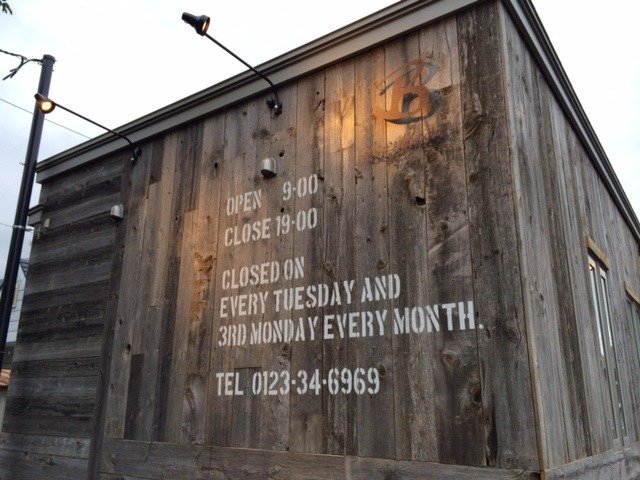 B
OPEN 9·00
CLOSE 19·00
CLOSED ON
EVERY TUESDAY AND
3RD MONDAY EVERY MONTH.
TEL 0123·34·6969